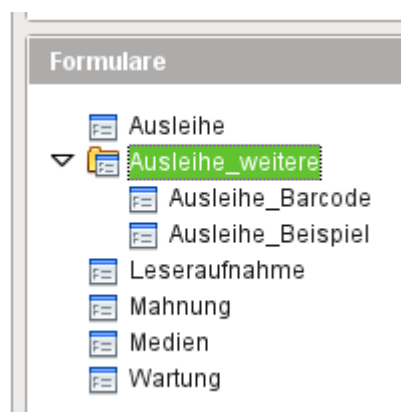 Formulare
Ausleihe
Ausleihe_weitere
Ausleihe_Barcode
Ausleihe_Beispiel
Leseraufnahme
Mahnung
Medien
Wartung